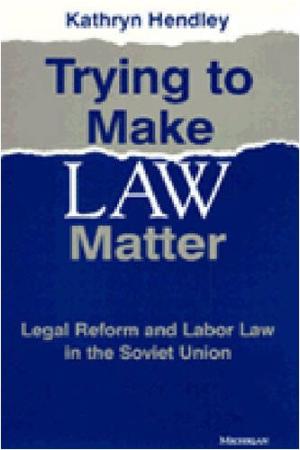 Kathryn Hendley
Trying to
Make
LAW
Matter
Legal Reform and Labor Law
in the Soviet Union
MICHIGAN